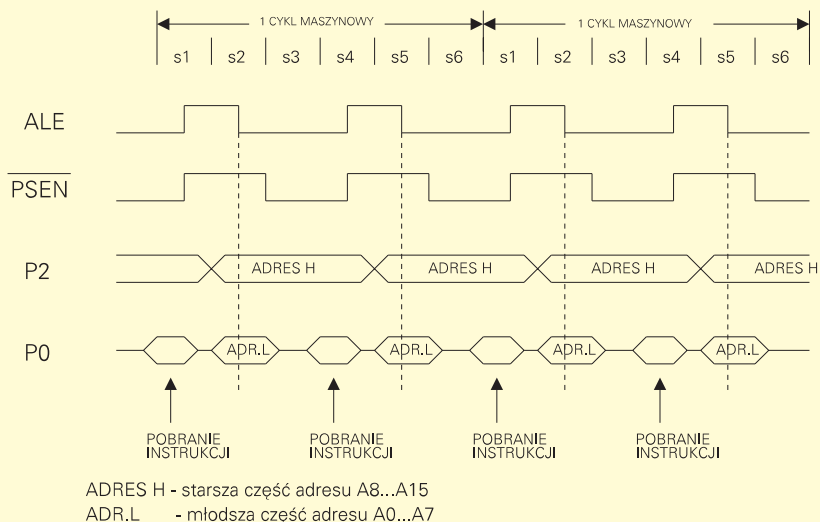 1 CYKL MASZYNOWY 1 CYKL MASZYNOWY
s1 s2 s3 s4 s5 s6 s1 s2 s3 s4 s5 s6
ALE
PSEN
P2 ADRES H ADRES H ADRES H ADRES H
P0 ADR.L ADR.L ADR.L ADR.L
POBRANIE INSTRUKCJI
POBRANIE INSTRUKCJI
POBRANIE INSTRUKCJI
POBRANIE INSTRUKCJI
ADRES H - starsza część adresu A8...A15
ADR.L - młodsza część adresu A0...A7